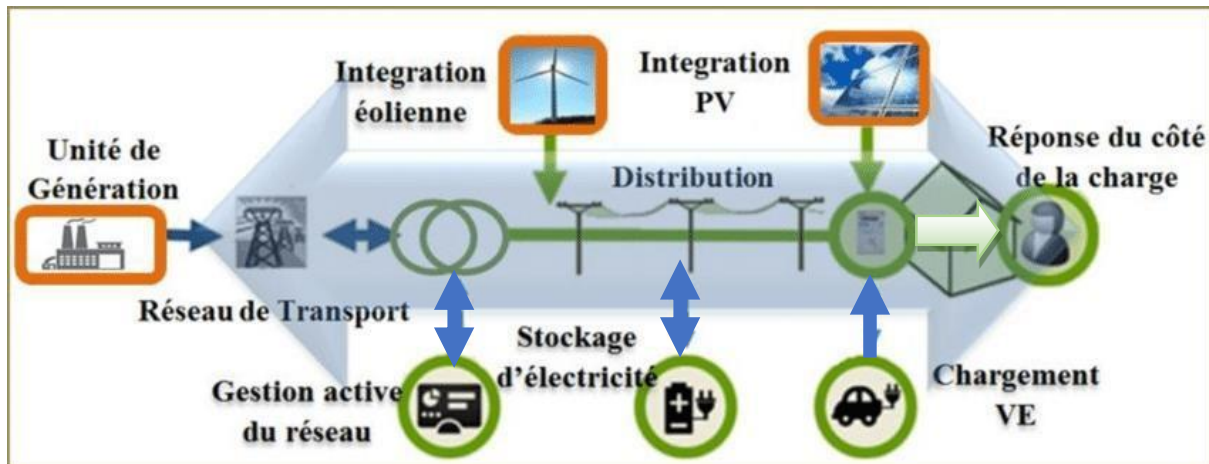 Integration
éolienne
Integration
PV
Réponse du côté
de la charge
Unité de
Génération
Distribution
Réseau de Transport
Stockage
d'électricité
Gestion active
du réseau
Chargement
VE